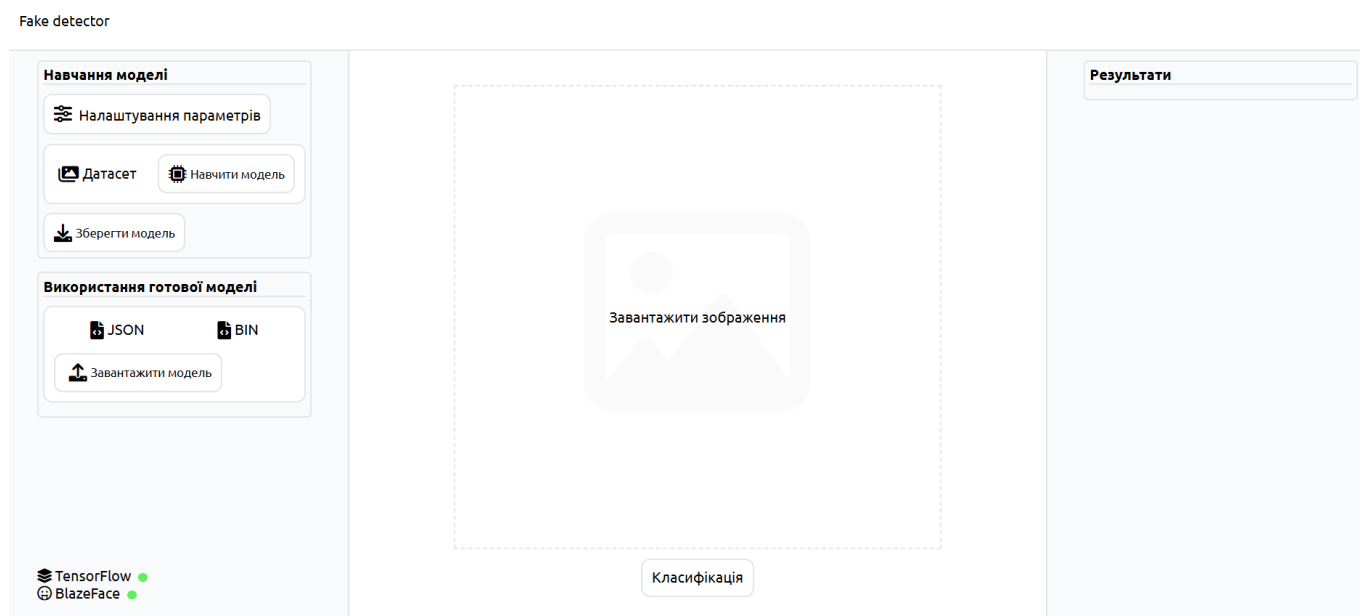 Fake detector
Навчання моделі
Налаштування параметрів
Датасет
Навчити модель
Зберегти модель
Використання готової моделі
JSON
BIN
Завантажити модель
TensorFlow
BlazeFace
Завантажити зображення
Класифікація
Результати